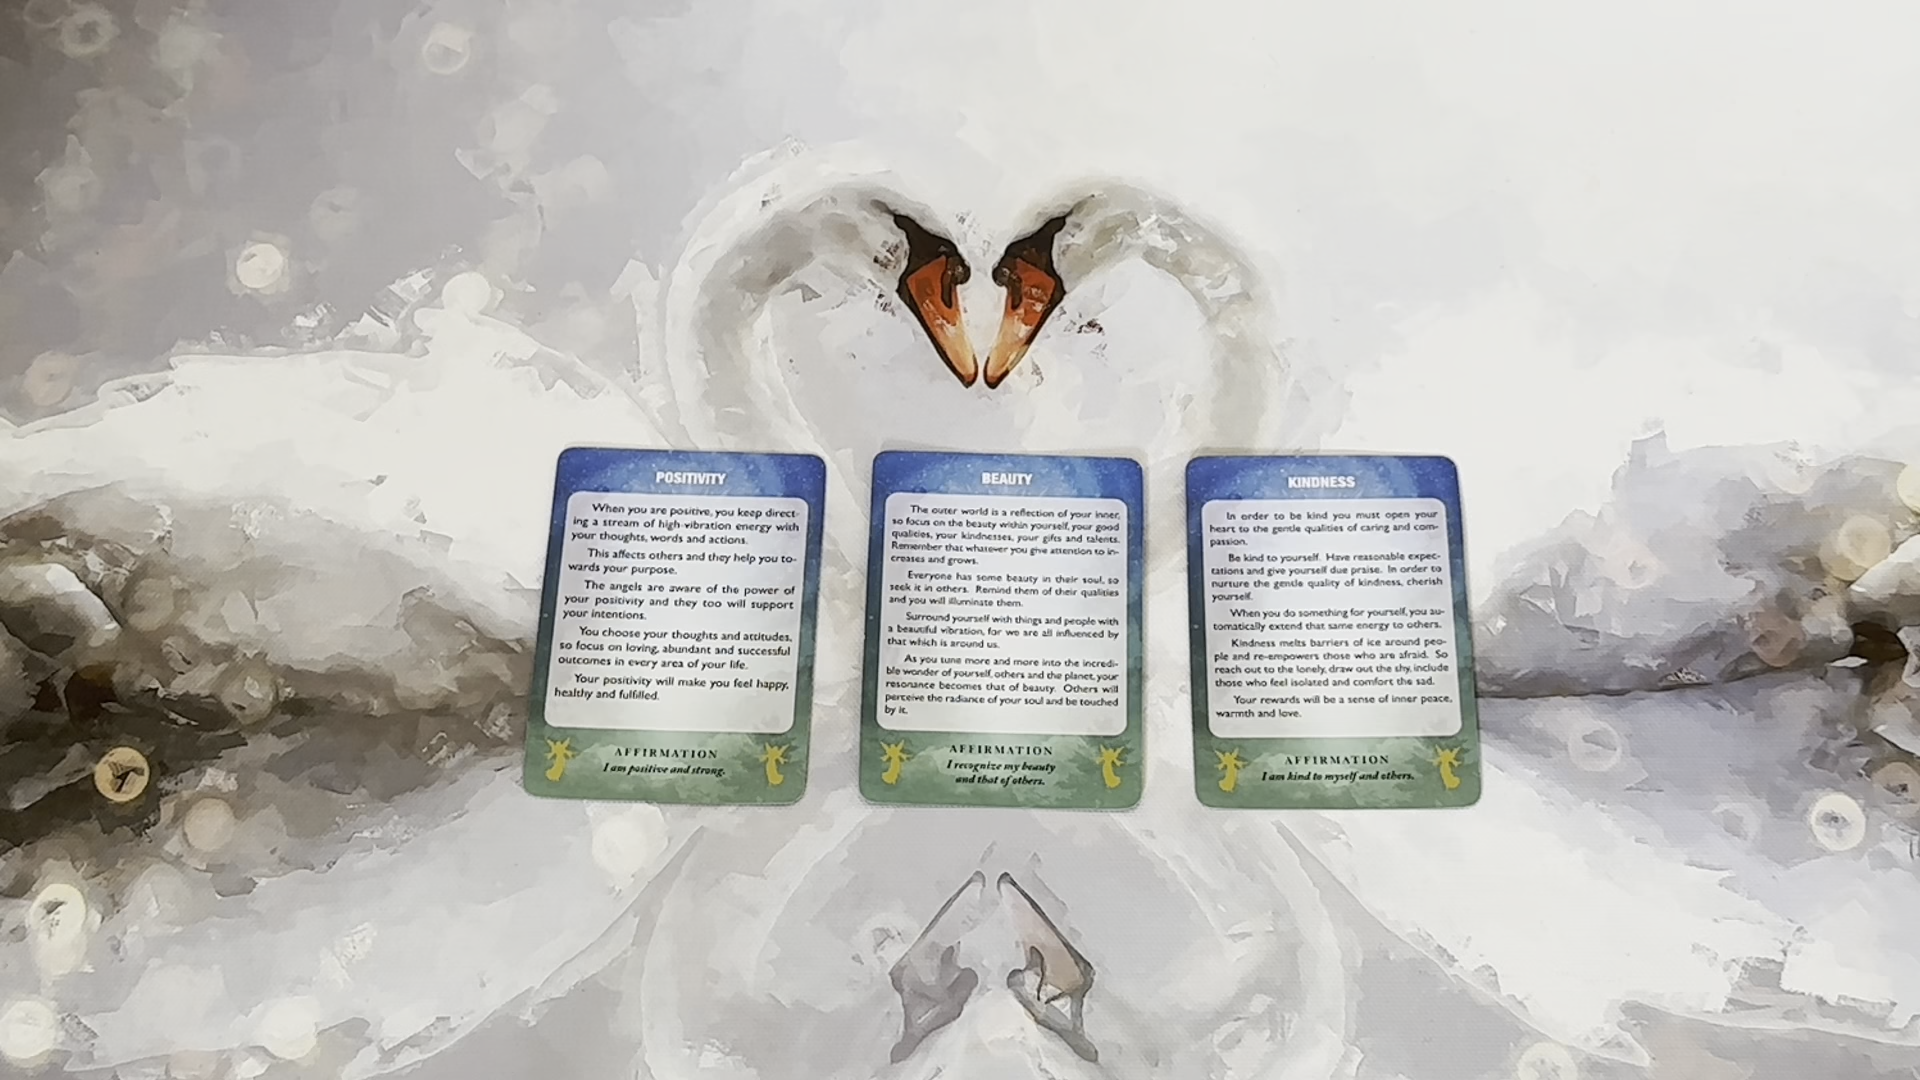 POSITIVITY
When you are positive, you keep direct-
ing a stream of high-vibration energy with
your thoughts, words and actions.
This affects others and they help you to-
wards your purpose.
The angels are aware of the power of
your positivity and they too will support
your intentions.
You choose your thoughts and attitudes,
so focus on loving, abundant and successful
outcomes in every area of your life.
Your positivity will make you feel happy,
healthy and fulfilled.
AFFIRMATION
I am positive and strong.
BEAUTY
The outer world is a reflection of your inner,
so focus on the beauty within yourself, your good
qualities, your kindnesses, your gifts and talents.
Remember that whatever you give attention to in-
creases and grows.
Everyone has some beauty in their soul, so
seek it in others. Remind them of their qualities
and you will illuminate them.
Surround yourself with things and people with
a beautiful vibration, for we are all influenced by
that which is around us.
As you tune more and more into the incredi-
ble wonder of yourself, others and the planet, your
resonance becomes that of beauty. Others will
perceive the radiance of your soul and be touched
by it.
AFFIRMATION
I recognize my beauty
and that of others.
KINDNESS
In order to be kind you must open your
heart to the gentle qualities of caring and com-
passion.
Be kind to yourself. Have reasonable expec-
tations and give yourself due praise. In order to
nurture the gentle quality of kindness, cherish
yourself.
When you do something for yourself, you au-
tomatically extend that same energy to others.
Kindness melts barriers of ice around peo-
ple and re-empowers those who are afraid. So
reach out to the lonely, draw out the shy, include
those who feel isolated and comfort the sad.
Your rewards will be a sense of inner peace,
warmth and love.
AFFIRMATION
I am kind to myself and others.